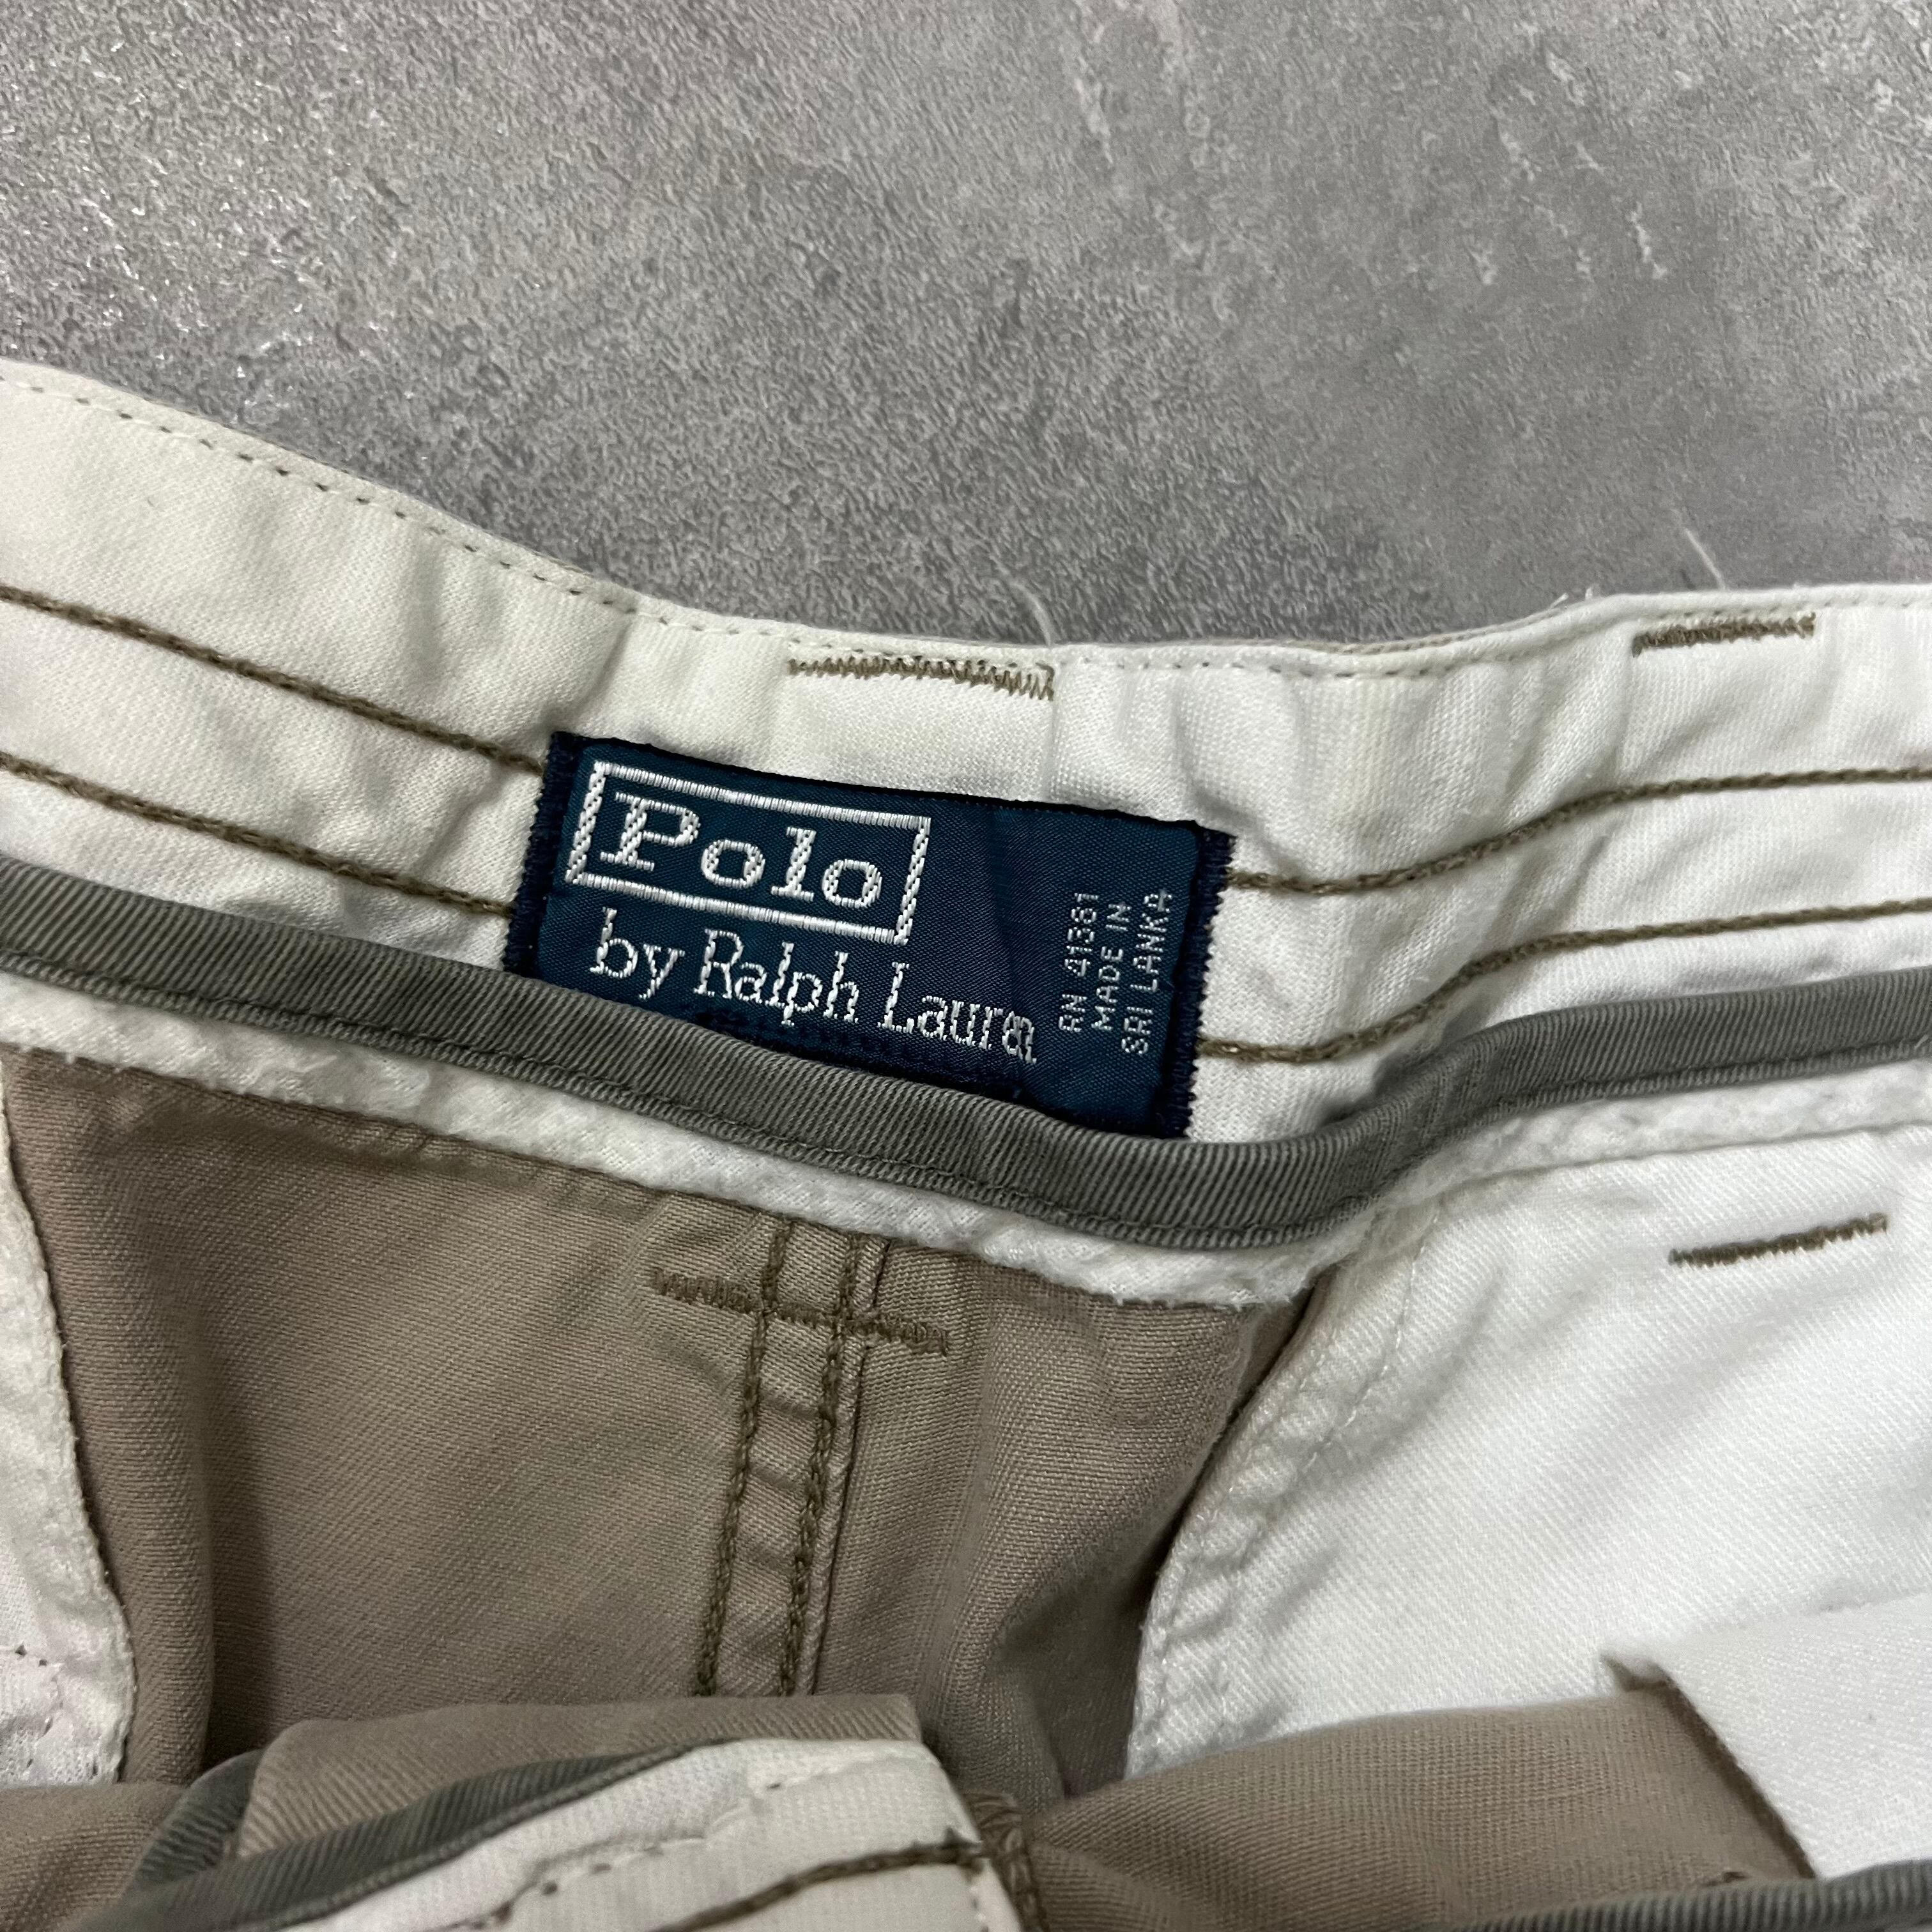 Polo
by Ralph Lauren
RN 41381
MADE IN
SRI LANKA